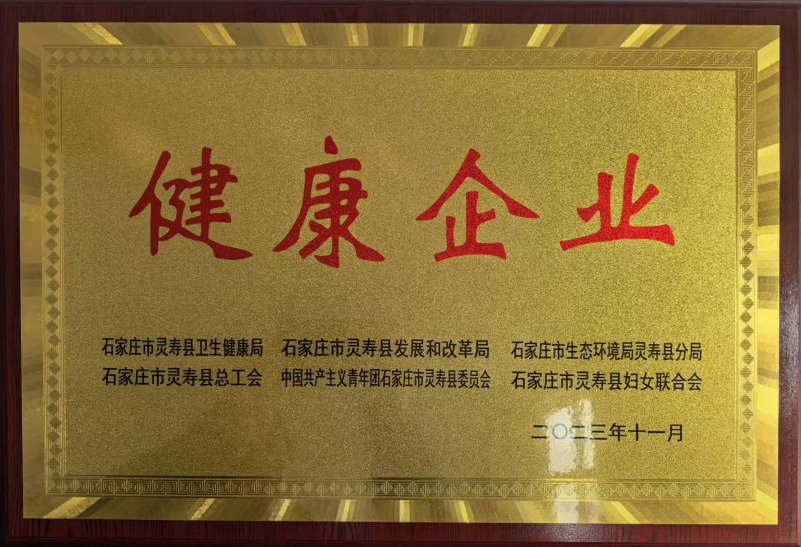 健康企业
石家庄市灵寿县卫生健康局 石家庄市灵寿县发展和改革局 石家庄市生态环境局灵寿县分局
石家庄市灵寿县总工会 中国共产主义青年团石家庄市灵寿县委员会 石家庄市灵寿县妇女联合会
二〇二三年十一月